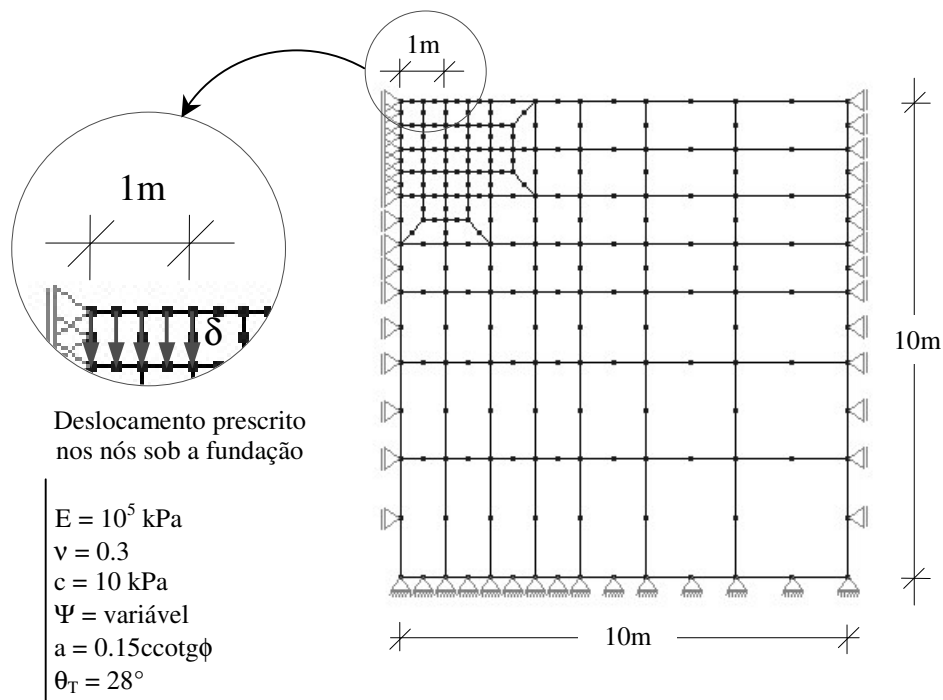 1m
1m
δ
10m
Deslocamento prescrito
nos nós sob a fundação
E = 10⁵ kPa
ν = 0.3
c = 10 kPa
Ψ = variável
a = 0.15ccotgϕ
θT = 28°
10m